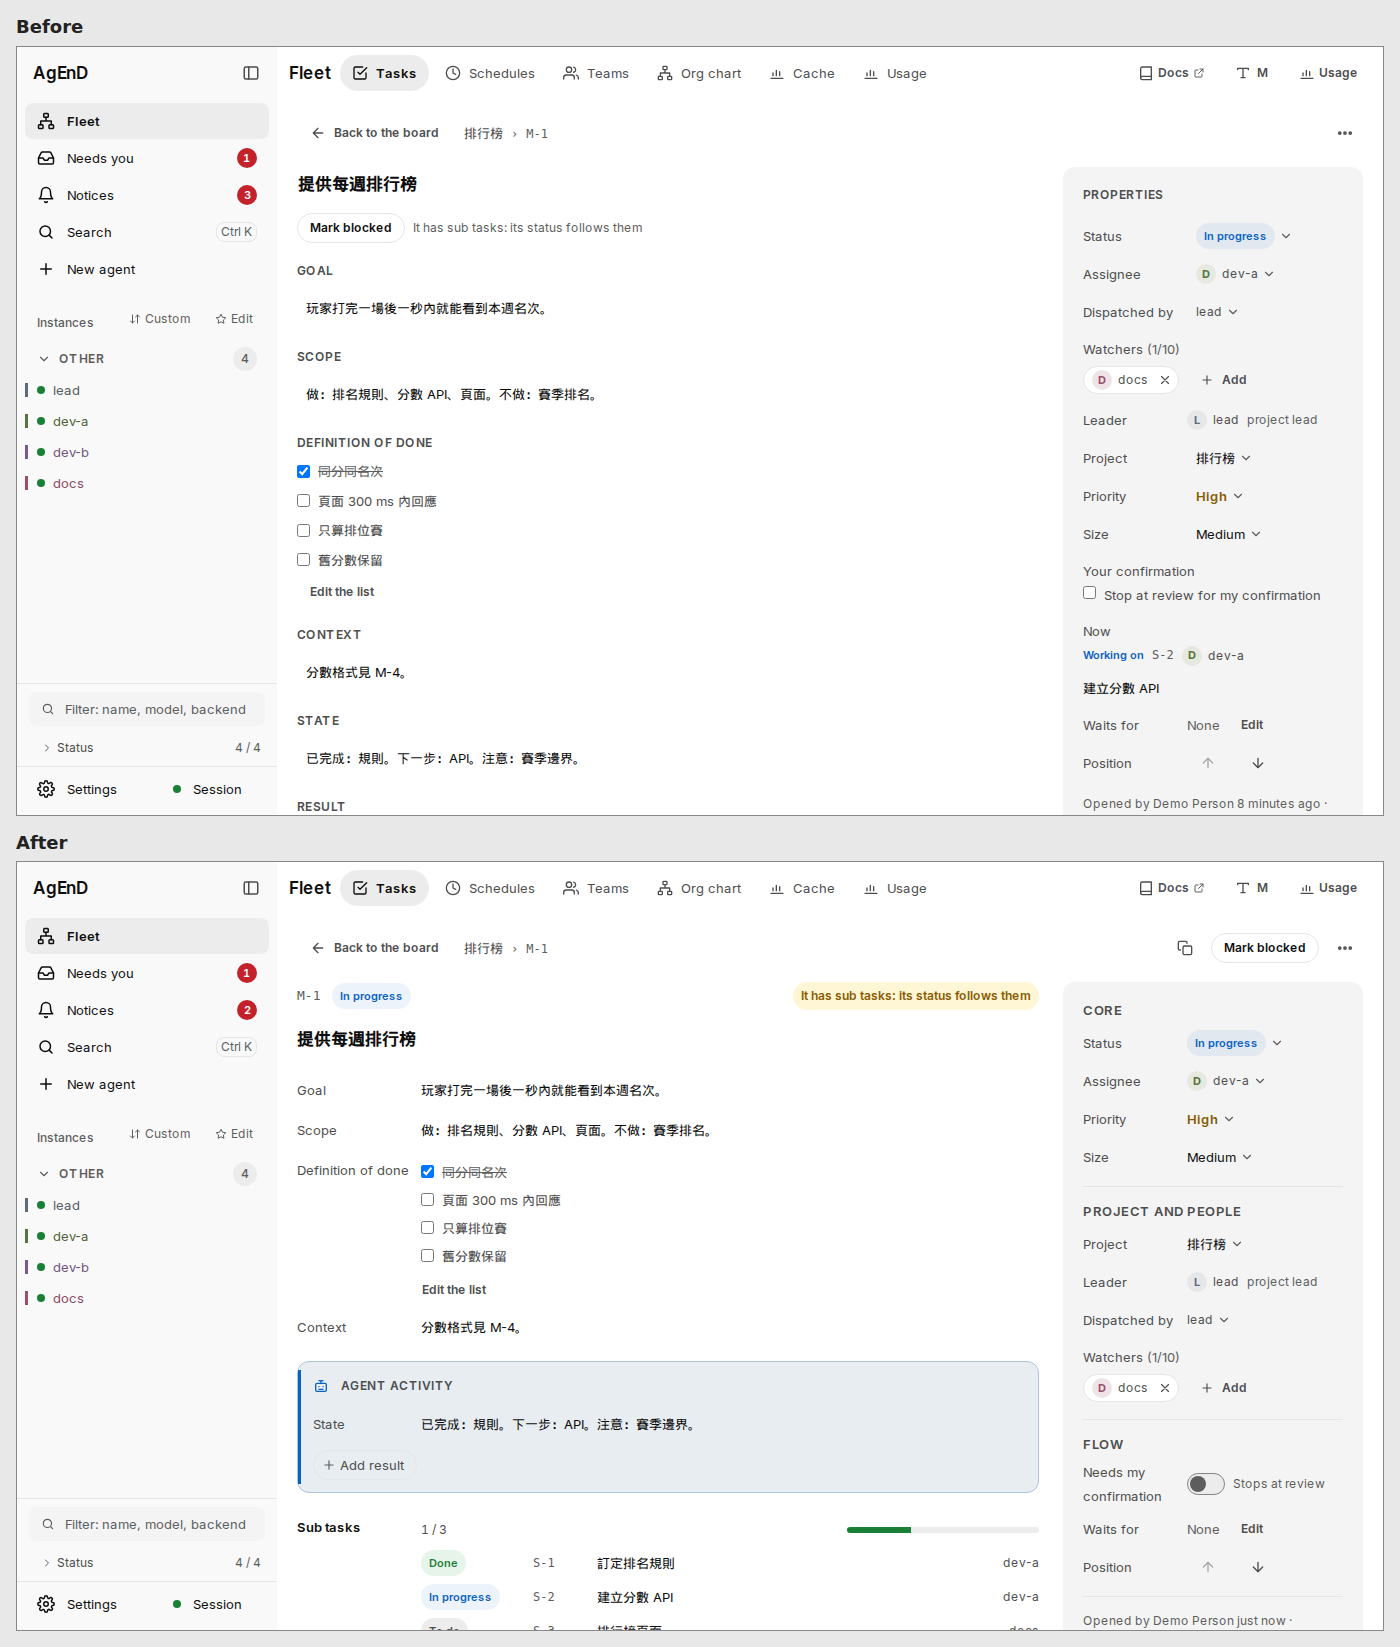 Before
AgEnD
Fleet
Tasks
Schedules
Teams
Org chart
Cache
Usage
Docs
M
Usage
Fleet
Needs you 1
Notices 3
Search Ctrl K
New agent
Instances Custom Edit
OTHER 4
lead
dev-a
dev-b
docs
Filter: name, model, backend
Status 4 / 4
Settings Session
Back to the board 排行榜 › M-1
提供每週排行榜
Mark blocked It has sub tasks: its status follows them
GOAL
玩家打完一場後一秒內就能看到本週名次。
SCOPE
做：排名規則、分數 API、頁面。不做：賽季排名。
DEFINITION OF DONE
同分同名次
頁面 300 ms 內回應
只算排位賽
舊分數保留
Edit the list
CONTEXT
分數格式見 M-4。
STATE
已完成：規則。下一步：API。注意：賽季邊界。
RESULT
PROPERTIES
Status In progress
Assignee D dev-a
Dispatched by lead
Watchers (1/10)
D docs Add
Leader L lead project lead
Project 排行榜
Priority High
Size Medium
Your confirmation
Stop at review for my confirmation
Now
Working on S-2 D dev-a
建立分數 API
Waits for None Edit
Position
Opened by Demo Person 8 minutes ago ·
After
AgEnD
Fleet
Tasks
Schedules
Teams
Org chart
Cache
Usage
Docs
M
Usage
Fleet
Needs you 1
Notices 2
Search Ctrl K
New agent
Instances Custom Edit
OTHER 4
lead
dev-a
dev-b
docs
Filter: name, model, backend
Status 4 / 4
Settings Session
Back to the board 排行榜 › M-1
Mark blocked
M-1 In progress It has sub tasks: its status follows them
提供每週排行榜
Goal 玩家打完一場後一秒內就能看到本週名次。
Scope 做：排名規則、分數 API、頁面。不做：賽季排名。
Definition of done 同分同名次
頁面 300 ms 內回應
只算排位賽
舊分數保留
Edit the list
Context 分數格式見 M-4。
AGENT ACTIVITY
State 已完成：規則。下一步：API。注意：賽季邊界。
Add result
Sub tasks 1 / 3
Done S-1 訂定排名規則 dev-a
In progress S-2 建立分數 API dev-a
To do S-3 排行榜頁面 docs
CORE
Status In progress
Assignee D dev-a
Priority High
Size Medium
PROJECT AND PEOPLE
Project 排行榜
Leader L lead project lead
Dispatched by lead
Watchers (1/10)
D docs Add
FLOW
Needs my
confirmation Stops at review
Waits for None Edit
Position
Opened by Demo Person just now ·